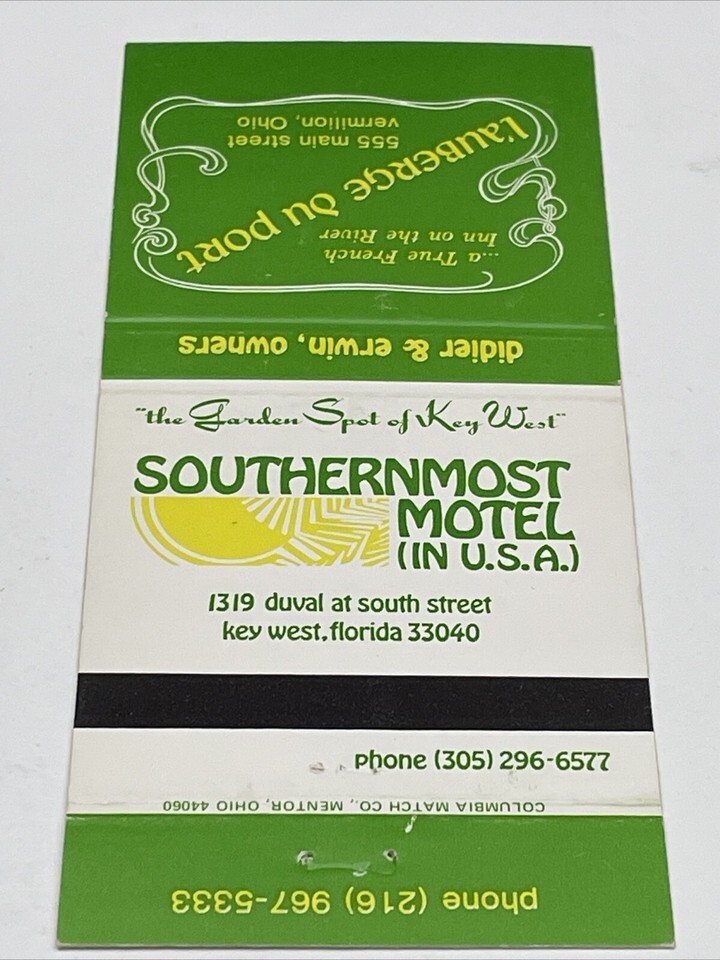 l'auberge du port
555 main street
vermilion, Ohio
...a True French
Inn on the River
didier & erwin, owners
"the Garden Spot of Key West"
SOUTHERNMOST
MOTEL
(IN U.S.A.)
1319 duval at south street
key west, florida 33040
phone (305) 296-6577
COLUMBIA MATCH CO., MENTOR, OHIO 44060
phone (216) 967-5333